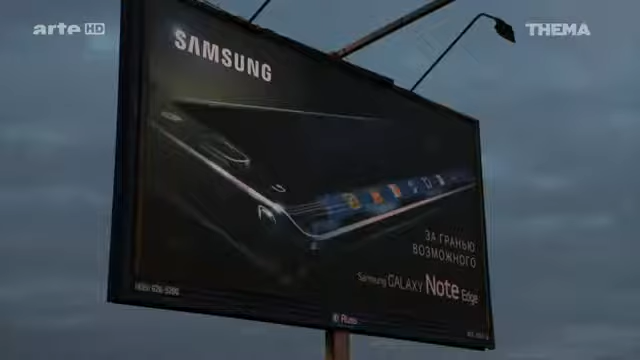 arte HD
THEMA
SAMSUNG
ЗА ГРАНЬЮ
ВОЗМОЖНОГО
Samsung GALAXY Note Edge